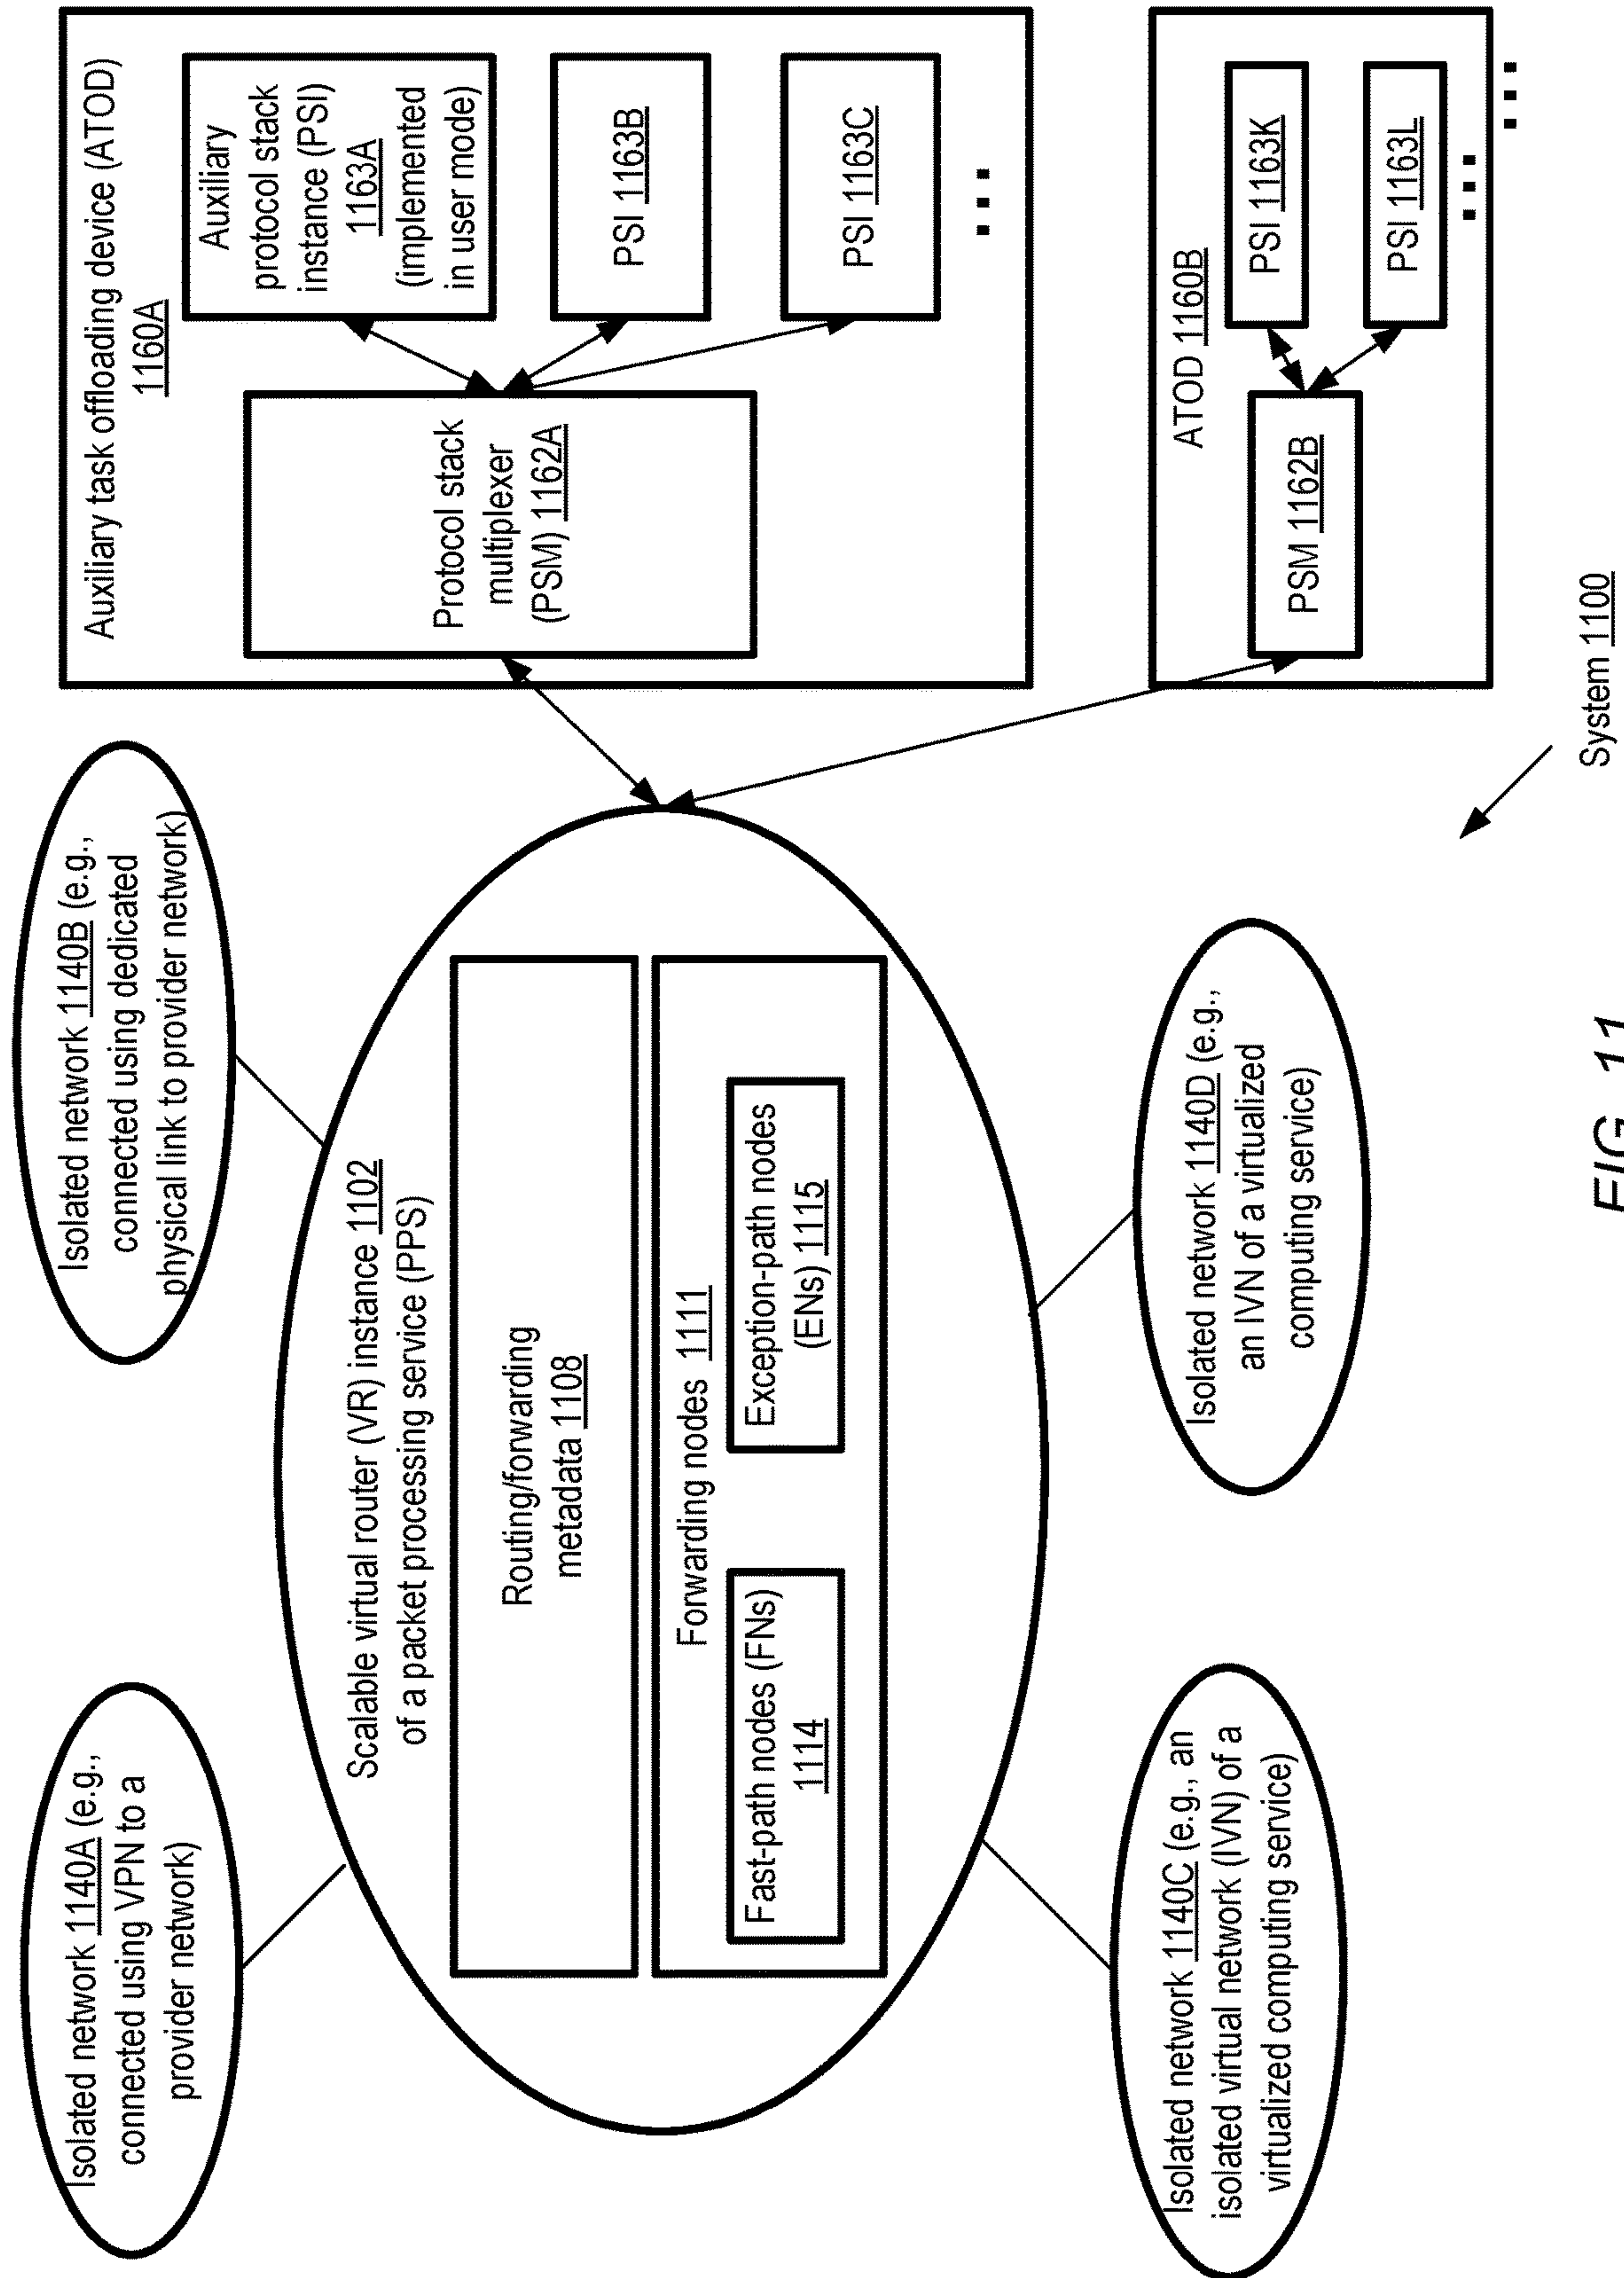 Isolated network 1140A (e.g.,
connected using VPN to a
provider network)
Isolated network 1140B (e.g.,
connected using dedicated
physical link to provider network)
Scalable virtual router (VR) instance 1102
of a packet processing service (PPS)
Routing/forwarding
metadata 1108
Forwarding nodes 1111
Fast-path nodes (FNs)
1114
Exception-path nodes
(ENs) 1115
Isolated network 1140C (e.g., an
isolated virtual network (IVN) of a
virtualized computing service)
Isolated network 1140D (e.g.,
an IVN of a virtualized
computing service)
Auxiliary task offloading device (ATOD)
1160A
Protocol stack
multiplexer
(PSM) 1162A
Auxiliary
protocol stack
instance (PSI)
1163A
(implemented
in user mode)
PSI 1163B
PSI 1163C
...
ATOD 1160B
PSM 1162B
PSI 1163K
PSI 1163L
...
...
System 1100
FIG. 11